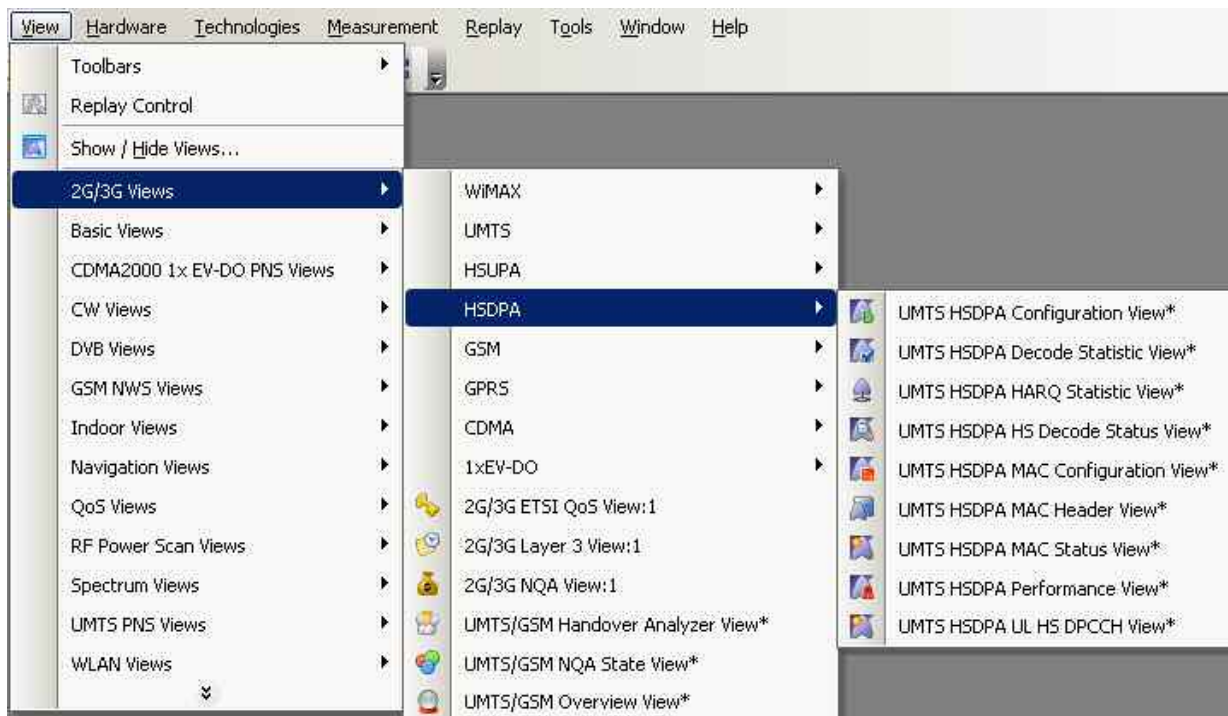 View Hardware Technologies Measurement Replay Tools Window Help
Toolbars
Replay Control
Show / Hide Views...
2G/3G Views
Basic Views
CDMA2000 1x EV-DO PNS Views
CW Views
DVB Views
GSM NWS Views
Indoor Views
Navigation Views
QoS Views
RF Power Scan Views
Spectrum Views
UMTS PNS Views
WLAN Views
WiMAX
UMTS
HSUPA
HSDPA
GSM
GPRS
CDMA
1xEV-DO
2G/3G ETSI QoS View:1
2G/3G Layer 3 View:1
2G/3G NQA View:1
UMTS/GSM Handover Analyzer View*
UMTS/GSM NQA State View*
UMTS/GSM Overview View*
UMTS HSDPA Configuration View*
UMTS HSDPA Decode Statistic View*
UMTS HSDPA HARQ Statistic View*
UMTS HSDPA HS Decode Status View*
UMTS HSDPA MAC Configuration View*
UMTS HSDPA MAC Header View*
UMTS HSDPA MAC Status View*
UMTS HSDPA Performance View*
UMTS HSDPA UL HS DPCCH View*